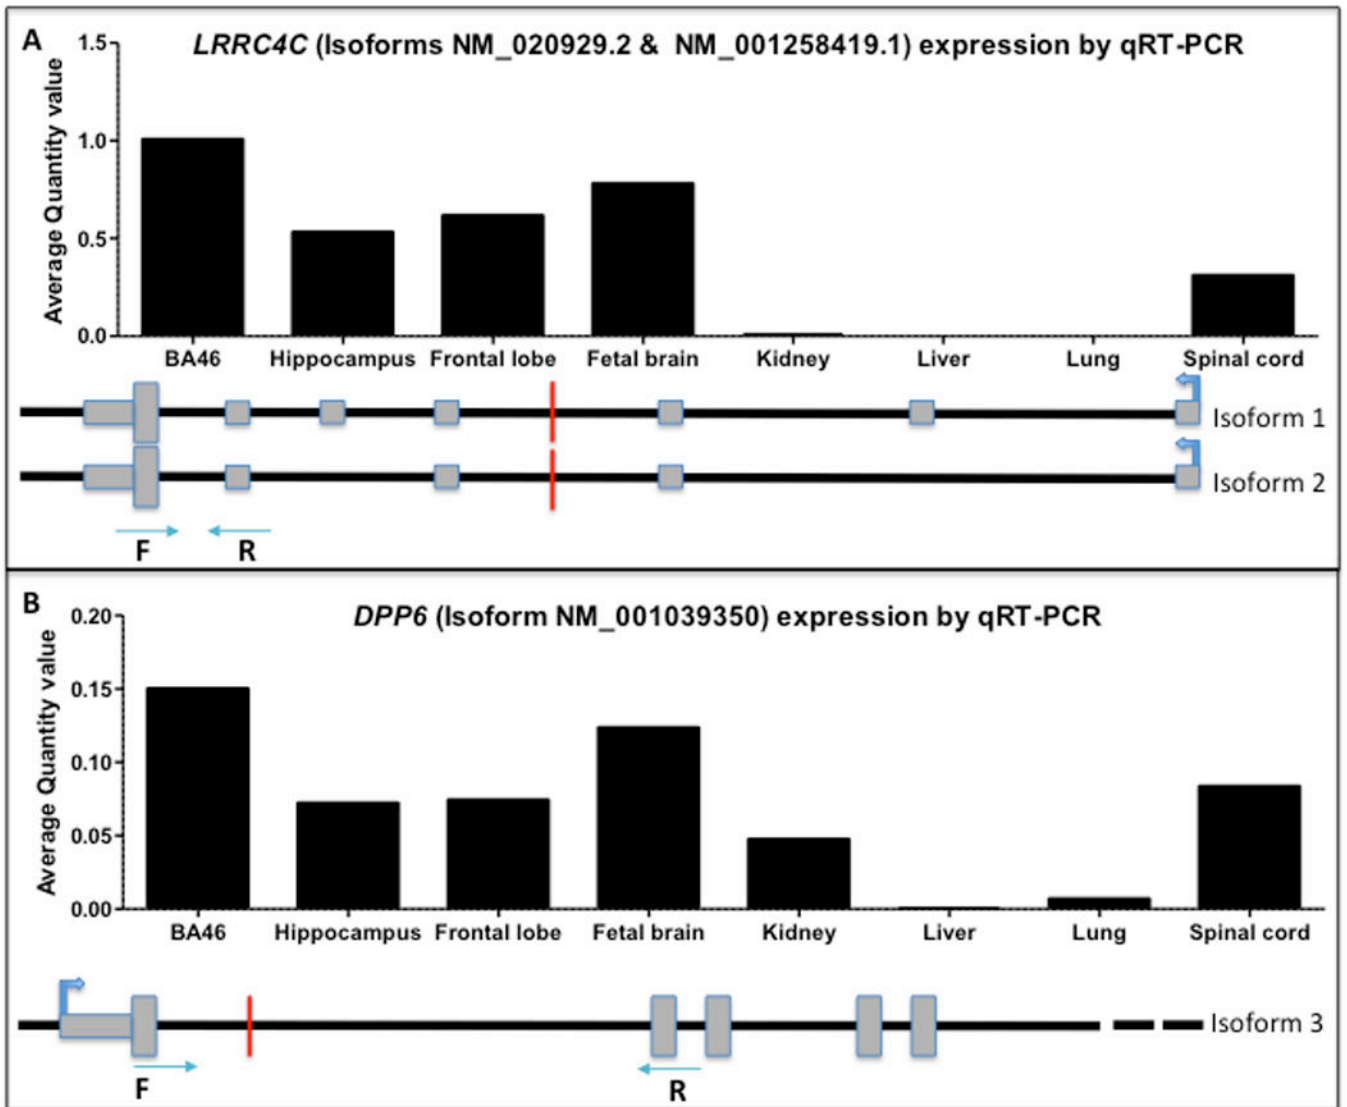 A
LRRC4C (Isoforms NM_020929.2 & NM_001258419.1) expression by qRT-PCR
Average Quantity value
1.5
1.0
0.5
0.0
BA46 Hippocampus Frontal lobe Fetal brain Kidney Liver Lung Spinal cord
Isoform 1
Isoform 2
F R
B
DPP6 (Isoform NM_001039350) expression by qRT-PCR
Average Quantity value
0.20
0.15
0.10
0.05
0.00
BA46 Hippocampus Frontal lobe Fetal brain Kidney Liver Lung Spinal cord
Isoform 3
F R